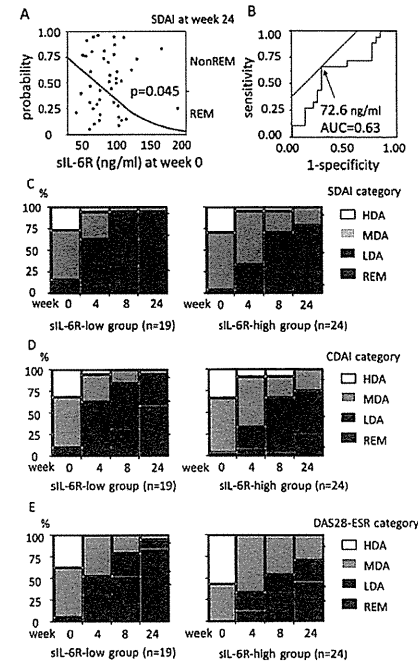 A
SDAI at week 24
probability
1.00
0.75
0.50
0.25
0.00
NonREM
p=0.045
REM
50
100
150
200
sIL-6R (ng/ml) at week 0
B
sensitivity
1.00
0.75
0.50
0.25
0.00
72.6 ng/ml
AUC=0.63
0.00
0.50
1.00
1-specificity
C
%
100
75
50
25
0
week 0 4 8 24
sIL-6R-low group (n=19)
0 4 8 24
sIL-6R-high group (n=24)
SDAI category
HDA
MDA
LDA
REM
D
%
100
75
50
25
0
week 0 4 8 24
sIL-6R-low group (n=19)
week 0 4 8 24
sIL-6R-high group (n=24)
CDAI category
HDA
MDA
LDA
REM
E
%
100
75
50
25
0
week 0 4 8 24
sIL-6R-low group (n=19)
week 0 4 8 24
sIL-6R-high group (n=24)
DAS28-ESR category
HDA
MDA
LDA
REM